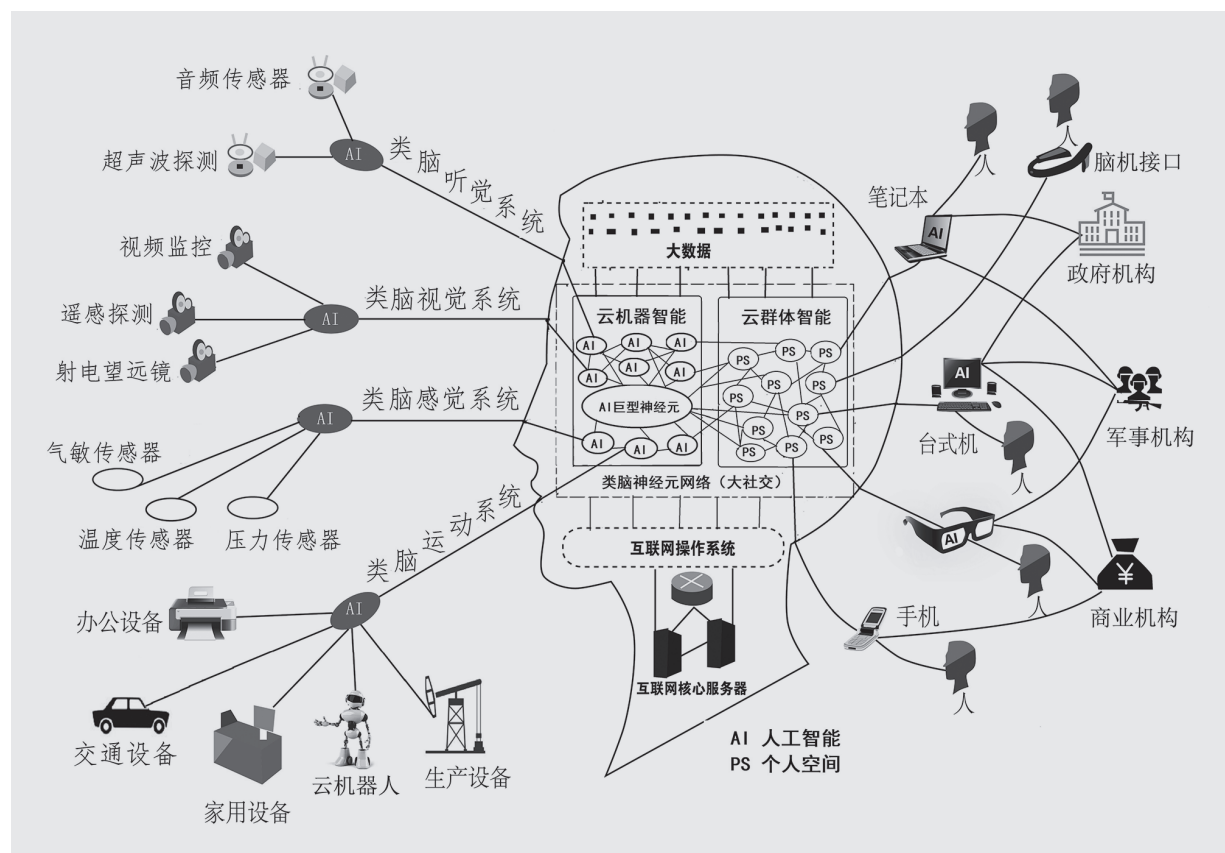 音频传感器
超声波探测
AI
类脑听觉系统
视频监控
遥感探测
射电望远镜
AI
类脑视觉系统
气敏传感器
温度传感器
压力传感器
AI
类脑感觉系统
类脑运动系统
AI
办公设备
交通设备
家用设备
云机器人
生产设备
大数据
云机器智能
AI
AI
AI
AI
AI
AI
AI巨型神经元
AI
AI
AI
云群体智能
PS
PS
PS
PS
PS
PS
PS
PS
PS
PS
PS
PS
类脑神经元网络（大社交）
互联网操作系统
互联网核心服务器
笔记本
AI
人
人
脑机接口
政府机构
AI
台式机
人
军事机构
AI
人
商业机构
手机
人
AI 人工智能
PS 个人空间